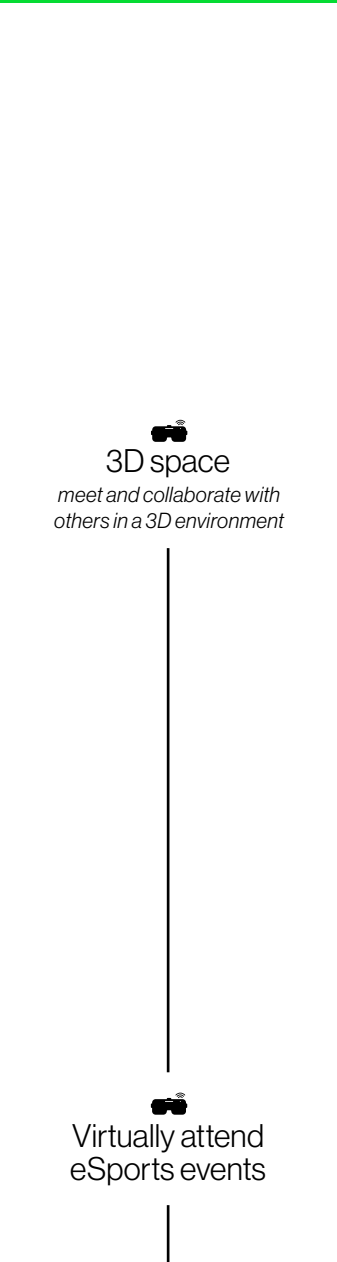 3D space
meet and collaborate with
others in a 3D environment
Virtually attend
eSports events